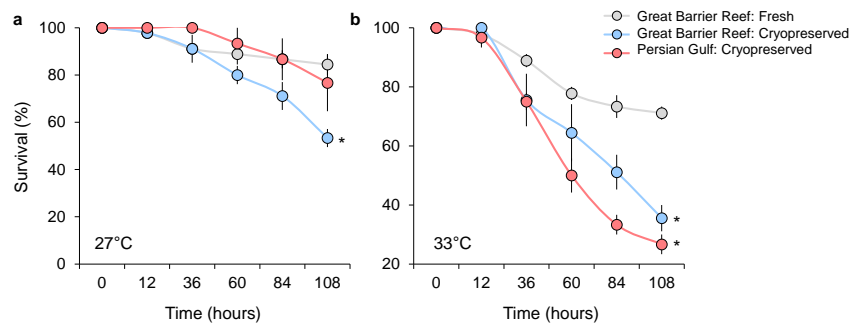 a
100
80
60
40
20
0
Survival (%)
*
27°C
0 12 36 60 84 108
Time (hours)
b
Great Barrier Reef: Fresh
Great Barrier Reef: Cryopreserved
Persian Gulf: Cryopreserved
100
80
60
40
20
*
*
33°C
0 12 36 60 84 108
Time (hours)